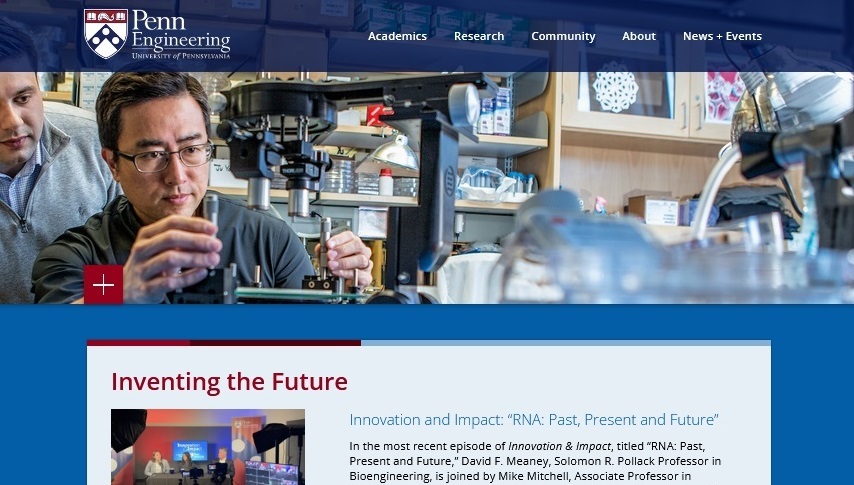 Penn
Engineering
UNIVERSITY OF PENNSYLVANIA
Academics
Research
Community
About
News + Events
Inventing the Future
Innovation and Impact: “RNA: Past, Present and Future”
In the most recent episode of Innovation & Impact, titled “RNA: Past,
Present and Future,” David F. Meaney, Solomon R. Pollack Professor in
Bioengineering, is joined by Mike Mitchell, Associate Professor in